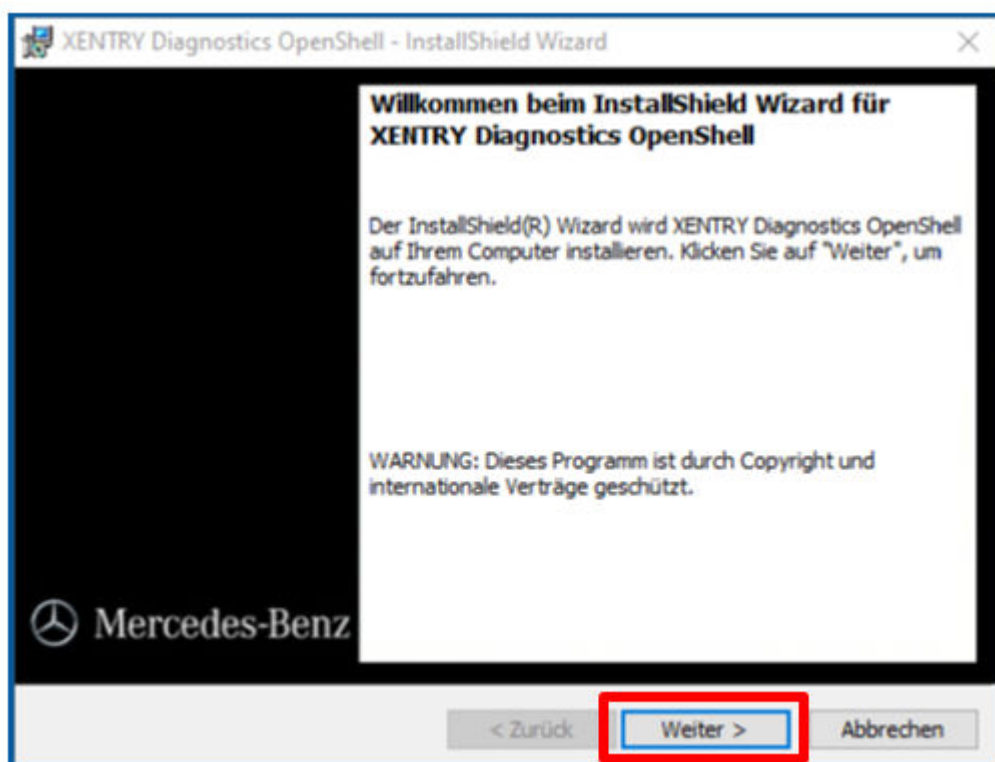 XENTRY Diagnostics OpenShell - InstallShield Wizard
Willkommen beim InstallShield Wizard für
XENTRY Diagnostics OpenShell
Der InstallShield(R) Wizard wird XENTRY Diagnostics OpenShell
auf Ihrem Computer installieren. Klicken Sie auf "Weiter", um
fortzufahren.
WARNUNG: Dieses Programm ist durch Copyright und
internationale Verträge geschützt.
Mercedes-Benz
< Zurück
Weiter >
Abbrechen